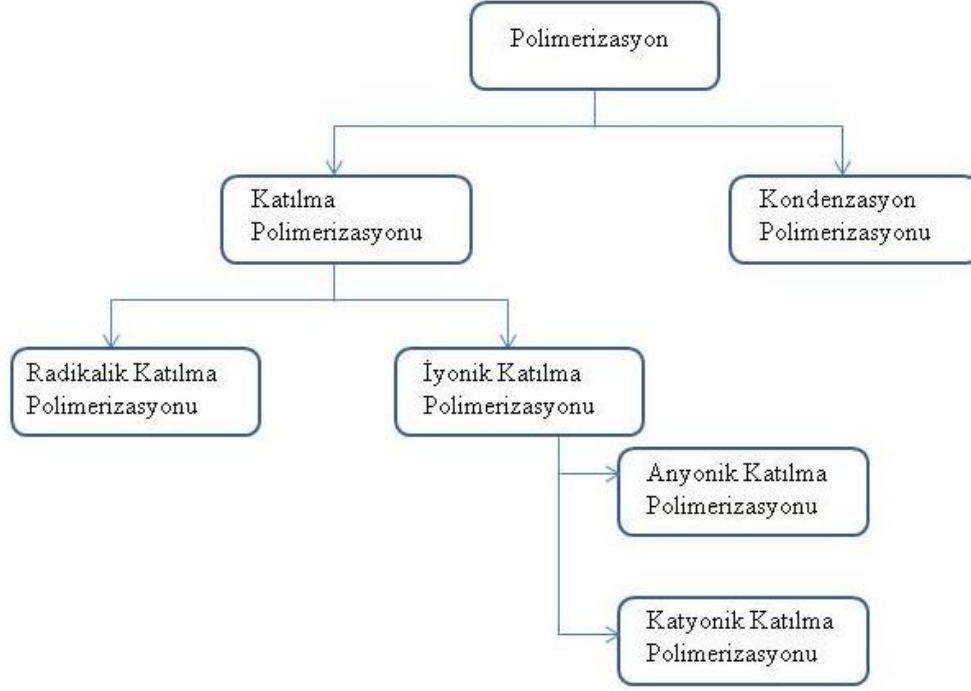 Polimerizasyon
Katılma
Polimerizasyonu
Kondenzasyon
Polimerizasyonu
Radikalik Katılma
Polimerizasyonu
İyonik Katılma
Polimerizasyonu
Anyonik Katılma
Polimerizasyonu
Katyonik Katılma
Polimerizasyonu